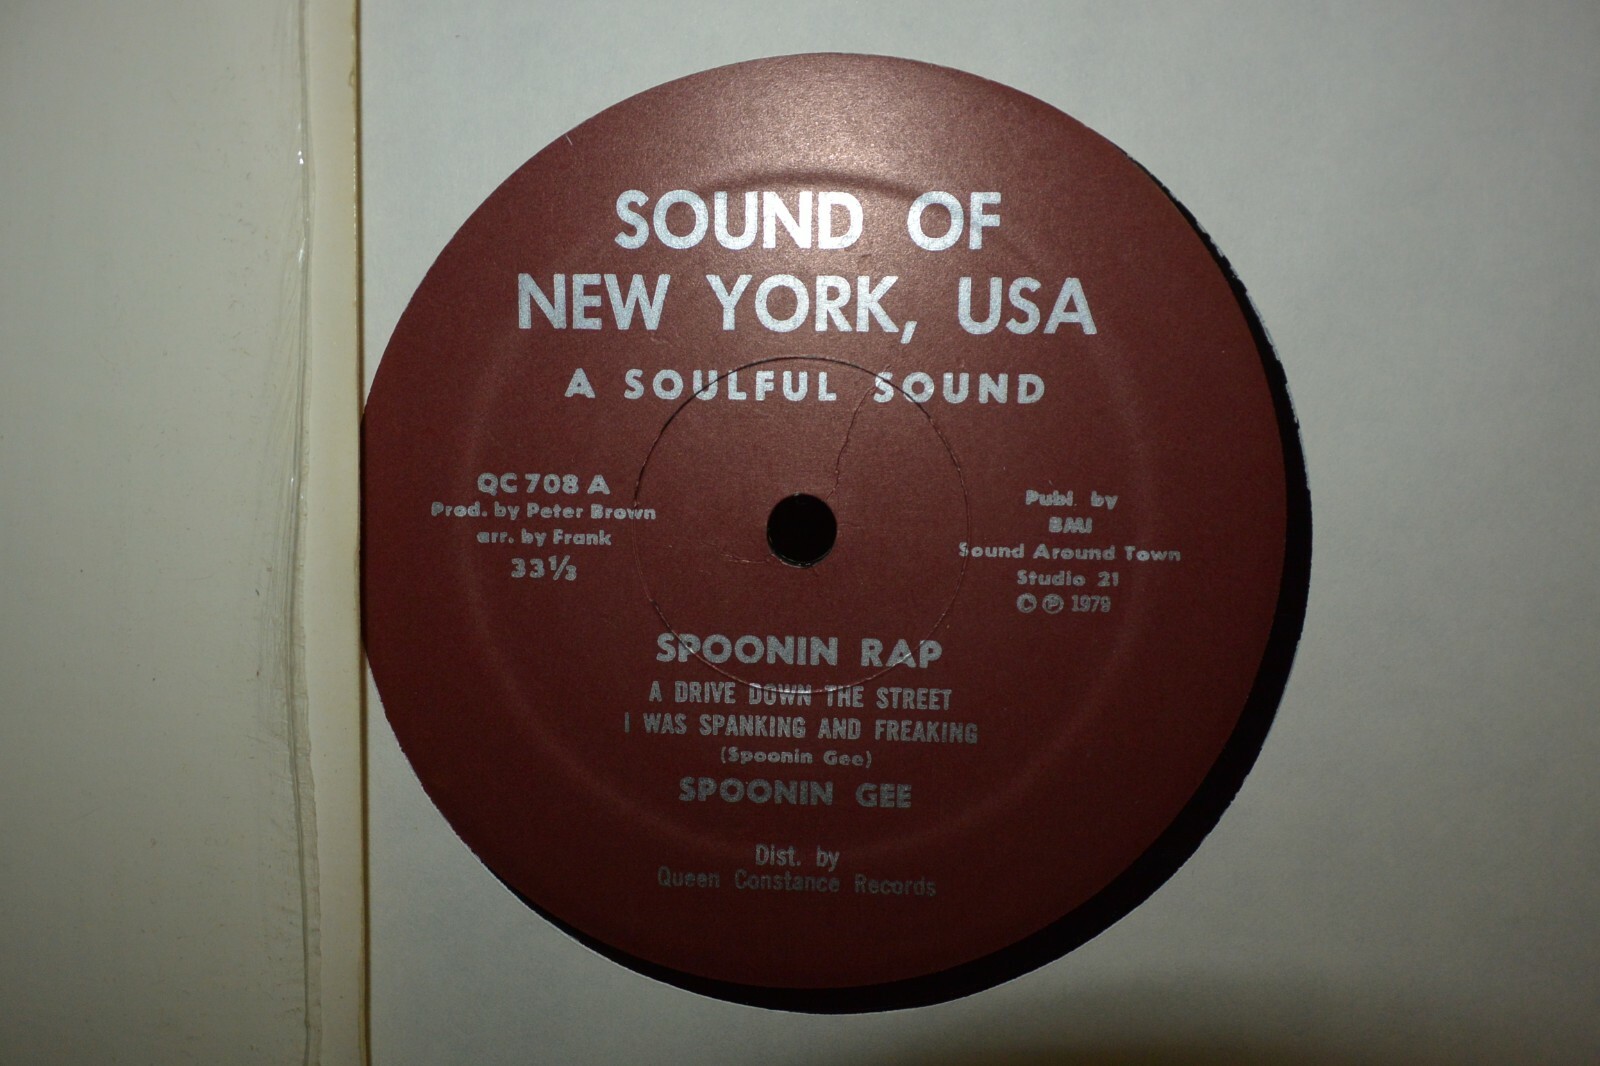 SOUND OF
NEW YORK, USA
A SOULFUL SOUND
QC 708 A
Prod. by Peter Brown
arr. by Frank
33⅓
Publ. by
BMI
Sound Around Town
Studio 21
© ℗ 1979
SPOONIN RAP
A DRIVE DOWN THE STREET
I WAS SPANKING AND FREAKING
(Spoonin Gee)
SPOONIN GEE
Dist. by
Queen Constance Records